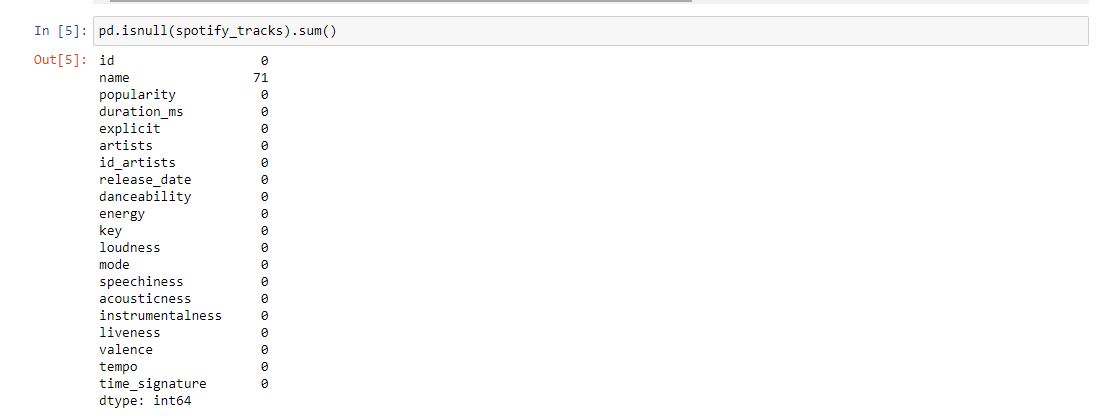 In [5]: pd.isnull(spotify_tracks).sum()
Out[5]: id 0
name 71
popularity 0
duration_ms 0
explicit 0
artists 0
id_artists 0
release_date 0
danceability 0
energy 0
key 0
loudness 0
mode 0
speechiness 0
acousticness 0
instrumentalness 0
liveness 0
valence 0
tempo 0
time_signature 0
dtype: int64